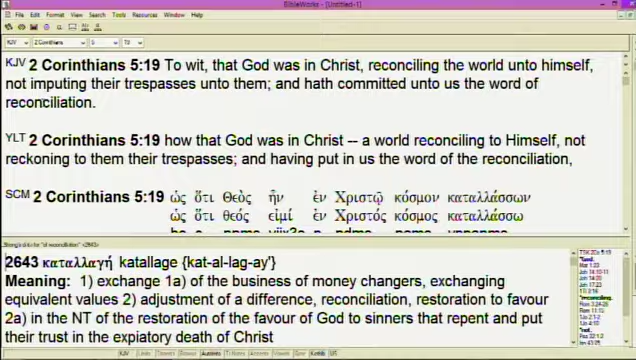 BibleWorks - [Untitled-1]
File Edit Format View Search Tools Resources Window Help
KJV 2 Corinthians 5 19
KJV 2 Corinthians 5:19 To wit, that God was in Christ, reconciling the world unto himself,
not imputing their trespasses unto them; and hath committed unto us the word of
reconciliation.
YLT 2 Corinthians 5:19 how that God was in Christ -- a world reconciling to Himself, not
reckoning to them their trespasses; and having put in us the word of the reconciliation,
SCM 2 Corinthians 5:19 ὡς ὅτι Θεὸς ἦν ἐν Χριστῷ κόσμον καταλλάσσων
ὡς ὅτι θεός εἰμί ἐν Χριστός κόσμος καταλλάσσω
2643 καταλλαγή katallage {kat-al-lag-ay'}
Meaning: 1) exchange 1a) of the business of money changers, exchanging
equivalent values 2) adjustment of a difference, reconciliation, restoration to favour
2a) in the NT of the restoration of the favour of God to sinners that repent and put
their trust in the expiatory death of Christ